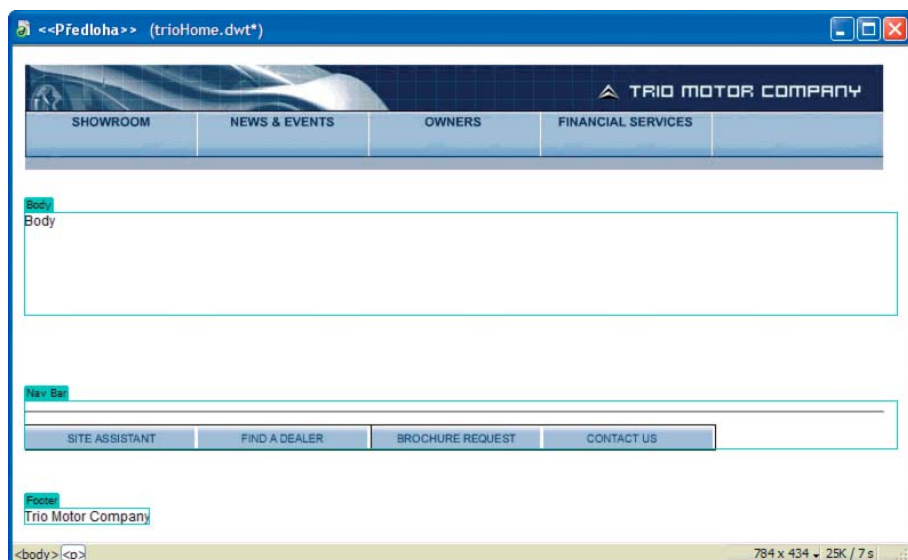 <<Předloha>> (trioHome.dwt*)
TRIO MOTOR COMPANY
SHOWROOM NEWS & EVENTS OWNERS FINANCIAL SERVICES
Body
Body
Nav Bar
SITE ASSISTANT FIND A DEALER BROCHURE REQUEST CONTACT US
Footer
Trio Motor Company
<body> <p> 784 x 434 25K / 7 s